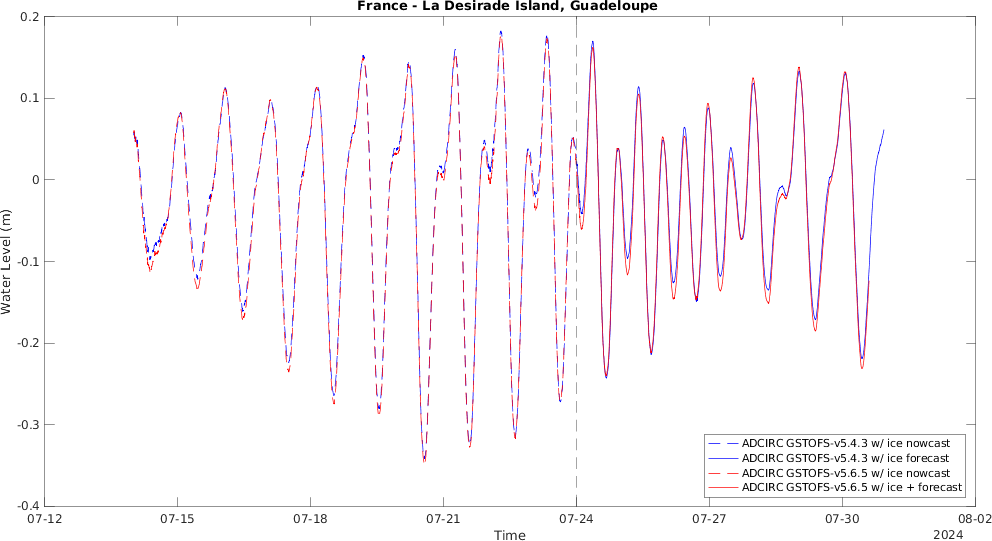 France - La Desirade Island, Guadeloupe
Water Level (m)
0.2
0.1
0
-0.1
-0.2
-0.3
-0.4
07-12
07-15
07-18
07-21
07-24
07-27
07-30
08-02
Time
2024
ADCIRC GSTOFS-v5.4.3 w/ ice nowcast
ADCIRC GSTOFS-v5.4.3 w/ ice forecast
ADCIRC GSTOFS-v5.6.5 w/ ice nowcast
ADCIRC GSTOFS-v5.6.5 w/ ice + forecast